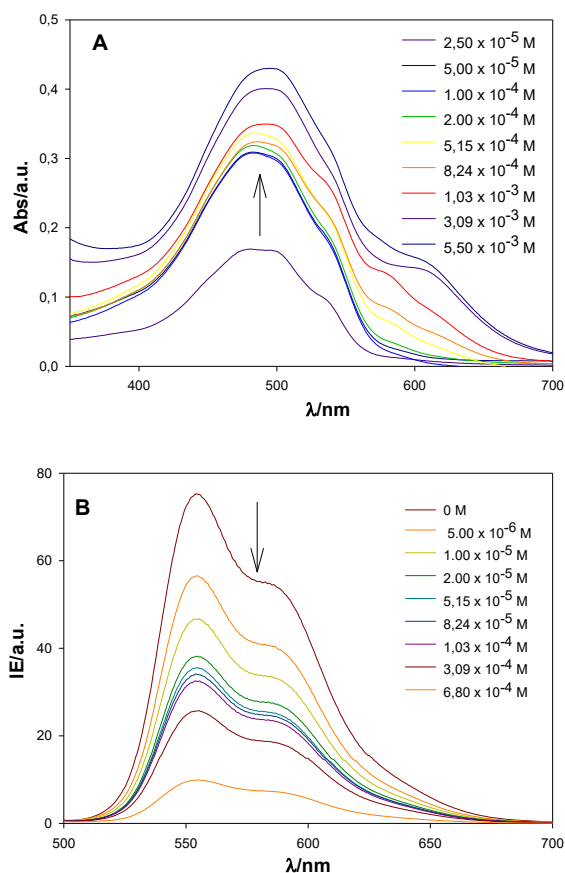 A
Abs/a.u.
0,5
0,4
0,3
0,2
0,1
0,0
400 500 600 700
λ/nm
2,50 x 10⁻⁵ M
5,00 x 10⁻⁵ M
1.00 x 10⁻⁴ M
2.00 x 10⁻⁴ M
5,15 x 10⁻⁴ M
8,24 x 10⁻⁴ M
1,03 x 10⁻³ M
3,09 x 10⁻³ M
5,50 x 10⁻³ M
B
IE/a.u.
80
60
40
20
0
500 550 600 650 700
λ/nm
0 M
5.00 x 10⁻⁶ M
1.00 x 10⁻⁵ M
2.00 x 10⁻⁵ M
5,15 x 10⁻⁵ M
8,24 x 10⁻⁵ M
1,03 x 10⁻⁴ M
3,09 x 10⁻⁴ M
6,80 x 10⁻⁴ M